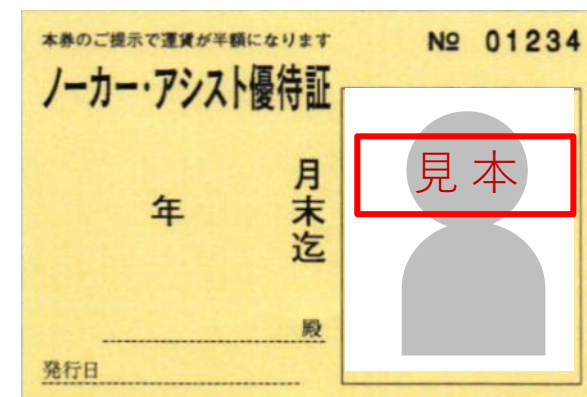 本券のご提示で運賃が半額になります
№ 01234
ノーカー・アシスト優待証
見本
年 月末迄
殿
発行日